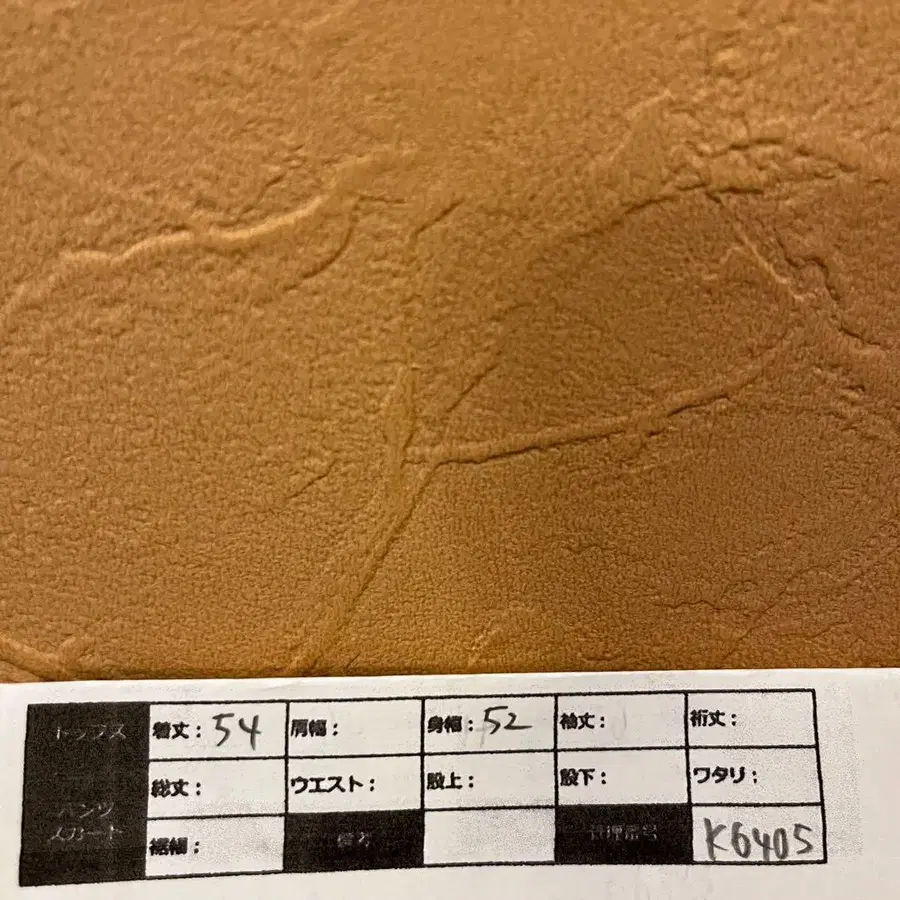 トップス 着丈：54 肩幅： 身幅：52 袖丈： 裄丈：
パンツ 総丈： ウエスト： 股上： 股下： ワタリ：
スカート 裾幅： 備考 管理番号 K6405